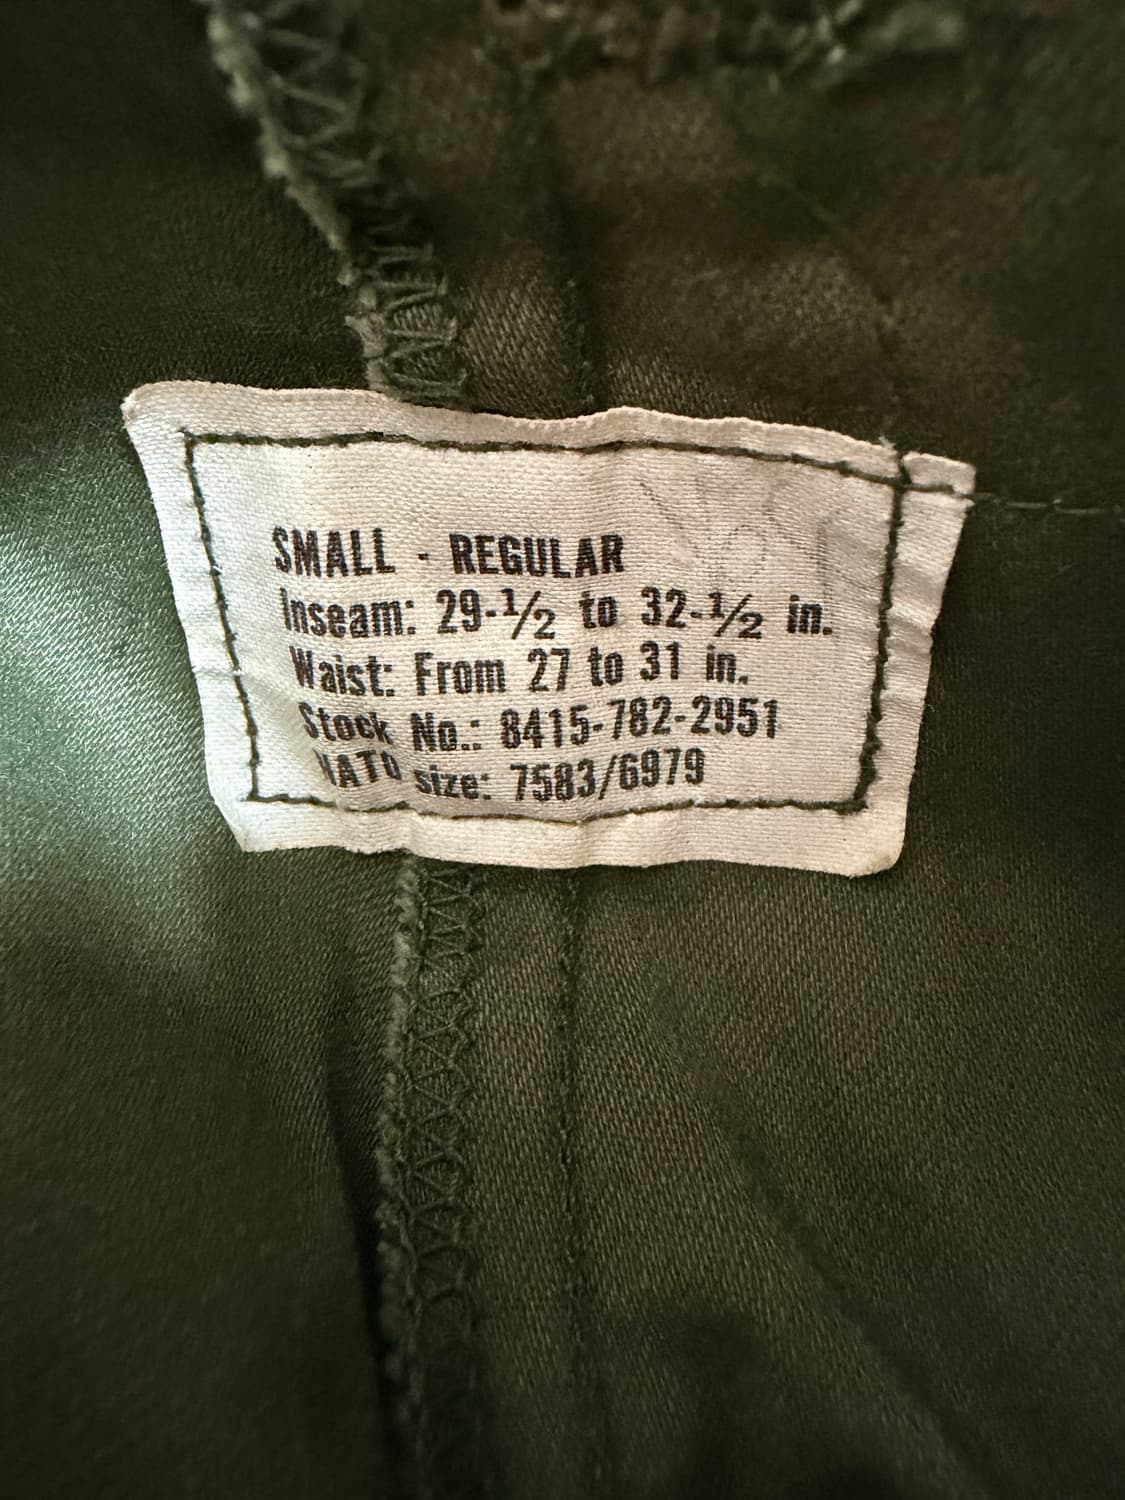 SMALL - REGULAR
Inseam: 29-½ to 32-½ in.
Waist: From 27 to 31 in.
Stock No.: 8415-782-2951
NATO size: 7583/6979